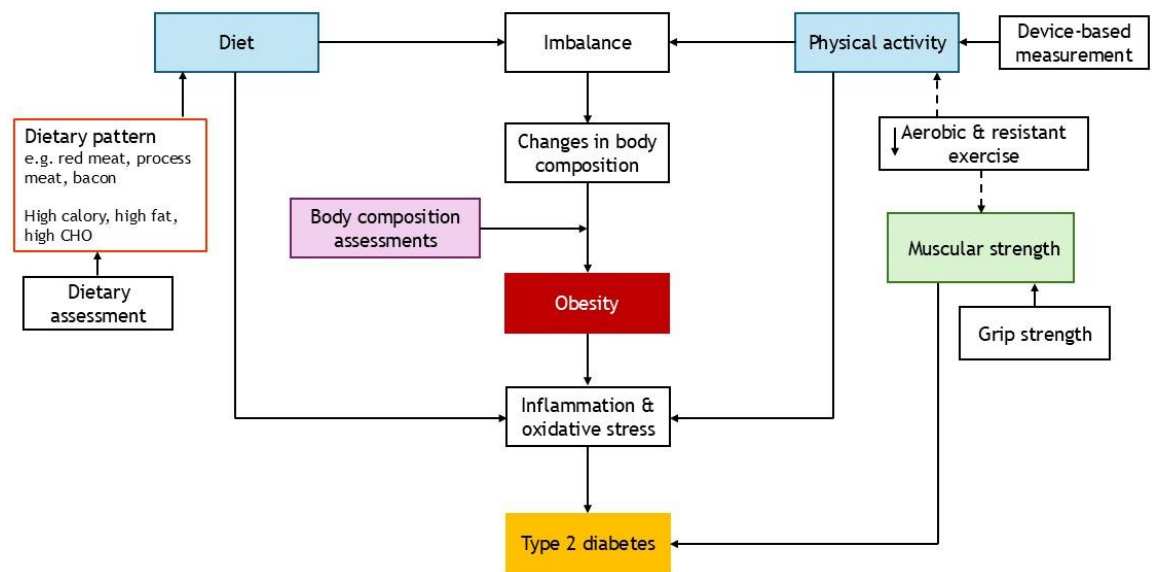 Diet
Imbalance
Physical activity
Device-based
measurement
Dietary pattern
e.g. red meat, process
meat, bacon
High calory, high fat,
high CHO
Changes in body
composition
Aerobic & resistant
exercise
Body composition
assessments
Muscular strength
Dietary
assessment
Obesity
Grip strength
Inflammation &
oxidative stress
Type 2 diabetes